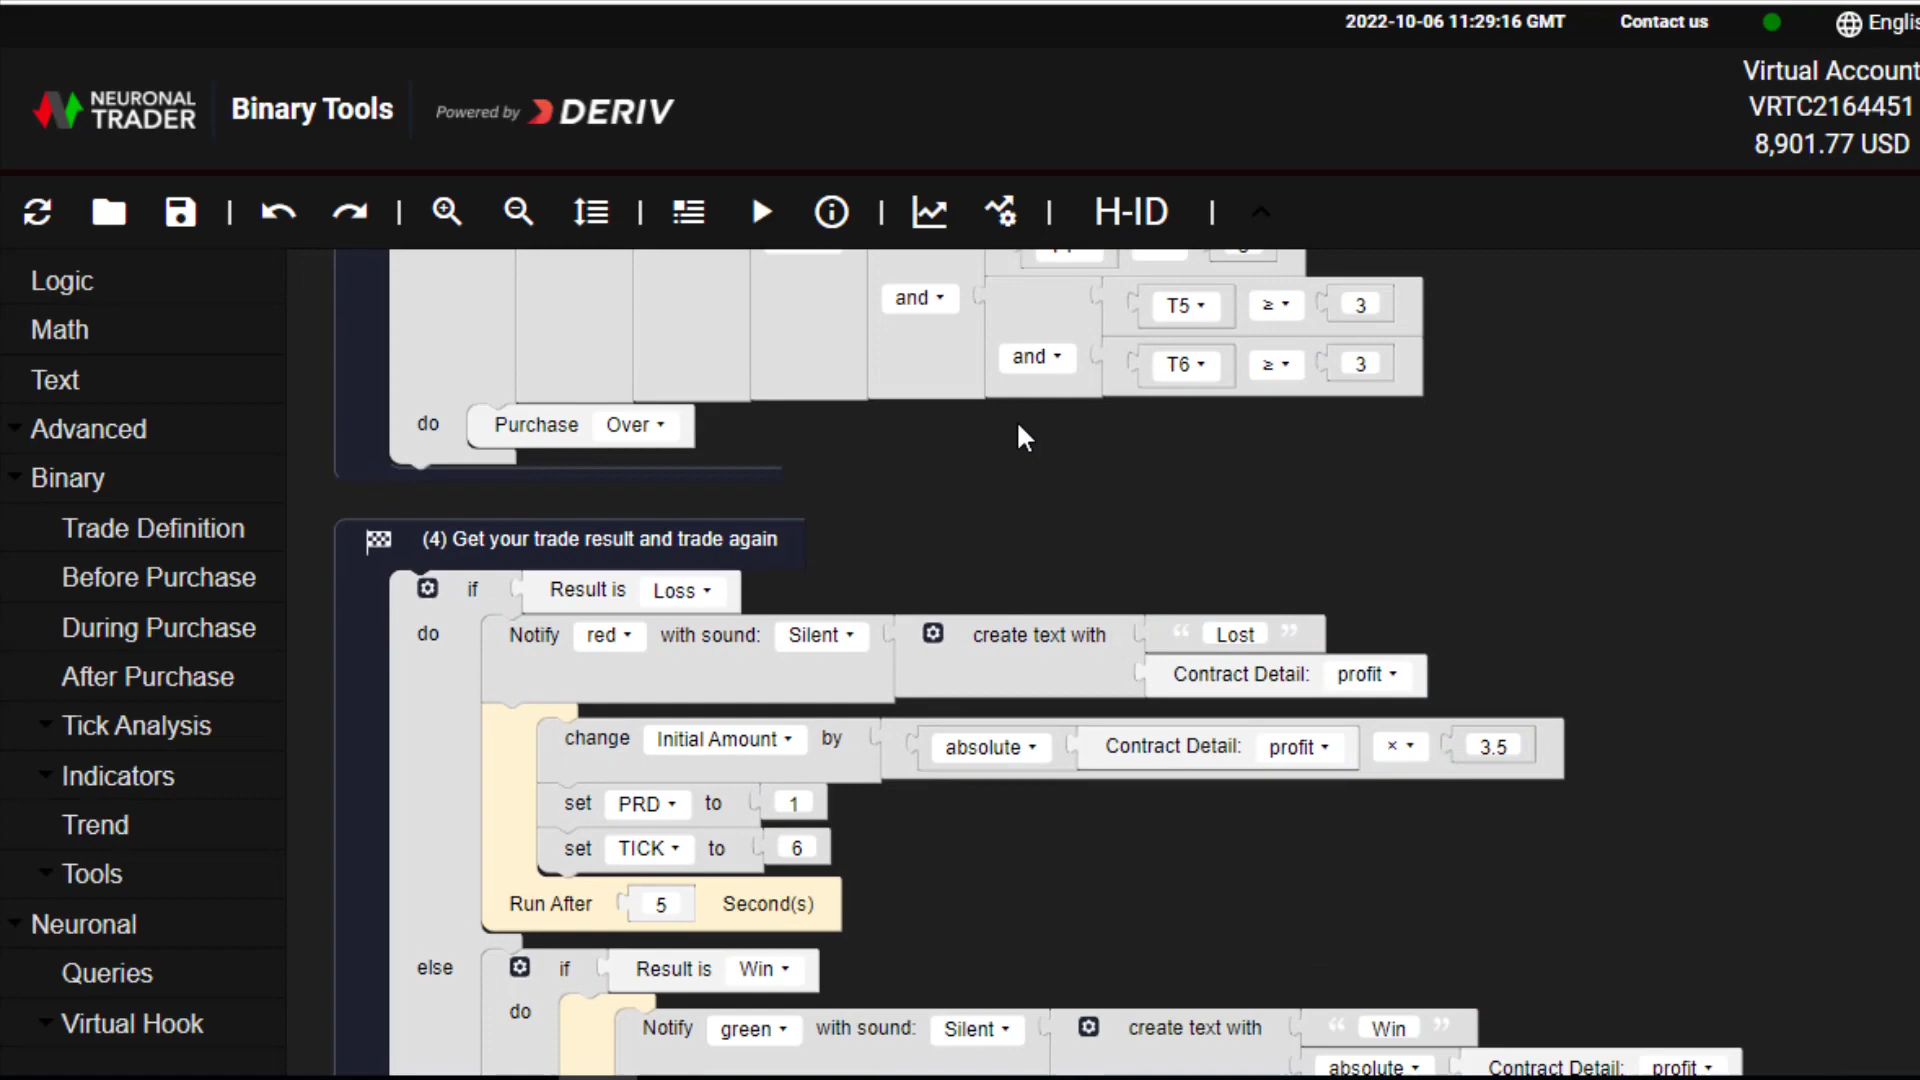 2022-10-06 11:29:16 GMT Contact us Englis
NEURONAL TRADER Binary Tools Powered by DERIV
Virtual Account
VRTC2164451
8,901.77 USD
H-ID
Logic
Math
Text
Advanced
Binary
Trade Definition
Before Purchase
During Purchase
After Purchase
Tick Analysis
Indicators
Trend
Tools
Neuronal
Queries
Virtual Hook
and T5 ≥ 3
and T6 ≥ 3
do Purchase Over
(4) Get your trade result and trade again
if Result is Loss
do Notify red with sound: Silent create text with “ Lost ”
Contract Detail: profit
change Initial Amount by absolute Contract Detail: profit × 3.5
set PRD to 1
set TICK to 6
Run After 5 Second(s)
else if Result is Win
do Notify green with sound: Silent create text with “ Win ”
absolute Contract Detail: profit